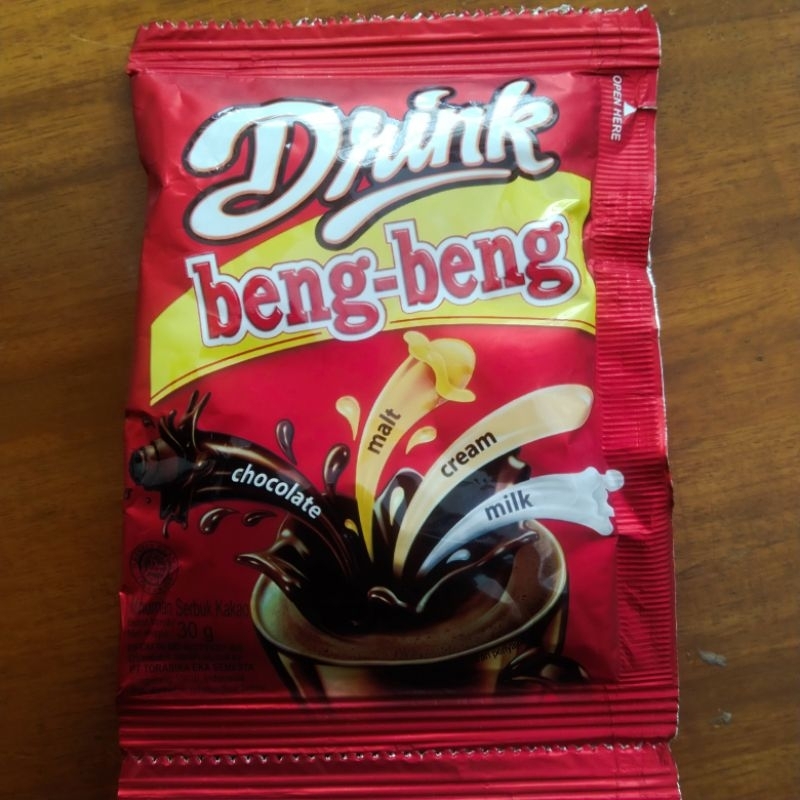 Drink
beng-beng
OPEN HERE
malt
cream
chocolate
milk
Minuman Serbuk Kakao
30 g
PT TORABIKA EKA SEMESTA